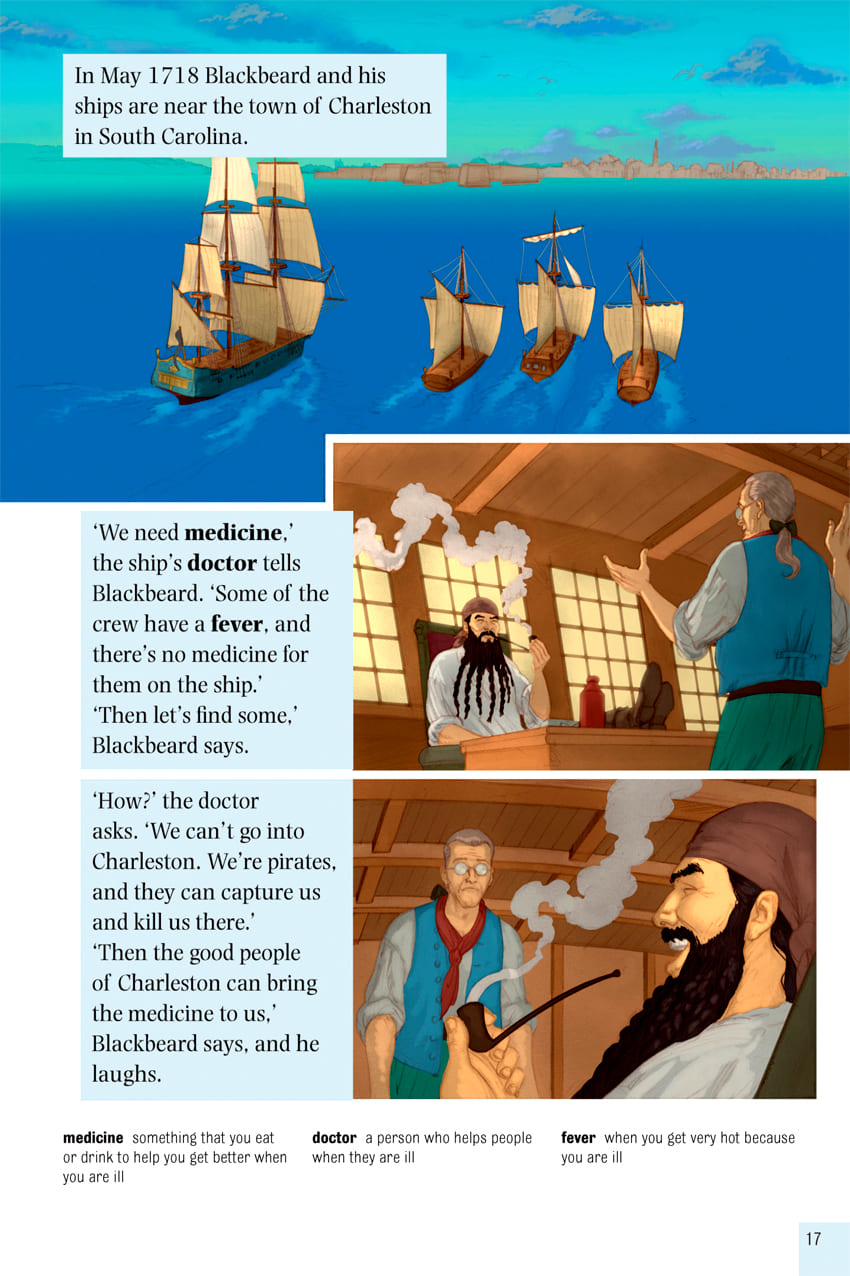 In May 1718 Blackbeard and his
ships are near the town of Charleston
in South Carolina.
‘We need medicine,’
the ship’s doctor tells
Blackbeard. ‘Some of the
crew have a fever, and
there’s no medicine for
them on the ship.’
‘Then let’s find some,’
Blackbeard says.
‘How?’ the doctor
asks. ‘We can’t go into
Charleston. We’re pirates,
and they can capture us
and kill us there.’
‘Then the good people
of Charleston can bring
the medicine to us,’
Blackbeard says, and he
laughs.
medicine something that you eat
or drink to help you get better when
you are ill
doctor a person who helps people
when they are ill
fever when you get very hot because
you are ill
17